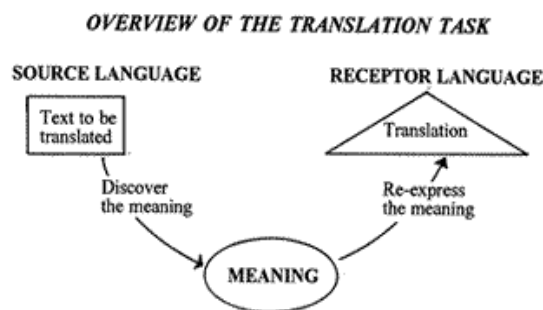 OVERVIEW OF THE TRANSLATION TASK
SOURCE LANGUAGE
RECEPTOR LANGUAGE
Text to be
translated
Translation
Discover
the meaning
Re-express
the meaning
MEANING